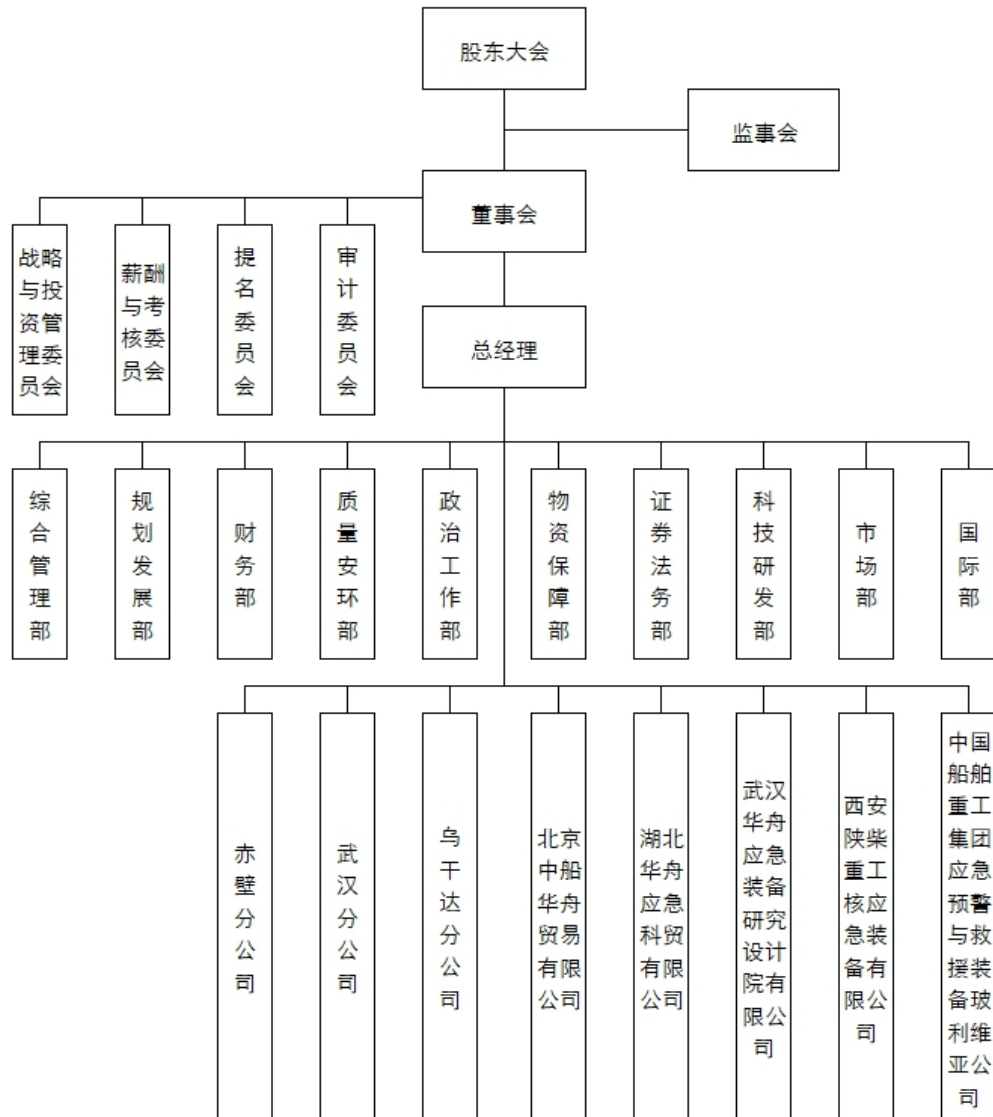 股东大会
监事会
董事会
战略
与投
资管
理委
员会
薪酬
与考
核委
员会
提名委员会
审计委员会
总经理
综合管理部
规划发展部
财务部
质量安环部
政治工作部
物资保障部
证券法务部
科技研发部
市场部
国际部
赤壁分公司
武汉分公司
乌干达分公司
北京
中船
华舟
贸易
有限
公司
湖北
华舟
应急
科贸
有限
公司
武汉
华舟
应急
装备
研究
设计
院有
限公
司
西安
陕柴
重工
核应
急装
备有
限公
司
中国
船舶
重工
集团
应急
预警
与救
援装
备玻
利维
亚公
司